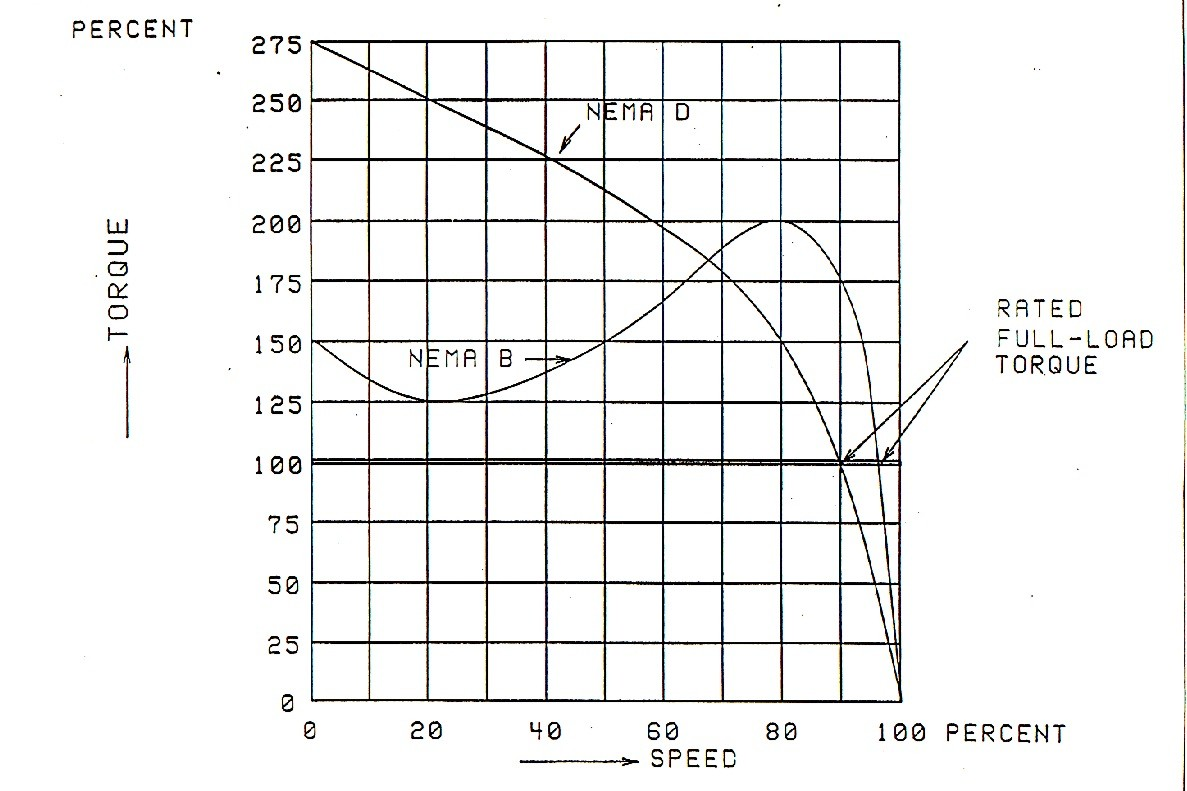 PERCENT
275
250
NEMA D
225
200
TORQUE
175
RATED
FULL-LOAD
TORQUE
150
NEMA B
125
100
75
50
25
0
0 20 40 60 80 100 PERCENT
SPEED